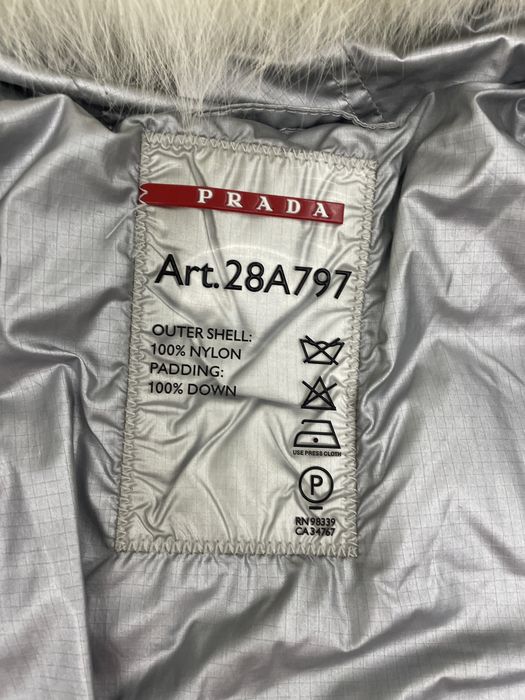 PRADA
Art.28A797
OUTER SHELL:
100% NYLON
PADDING:
100% DOWN
USE PRESS CLOTH
P
RN 98339
CA 34767